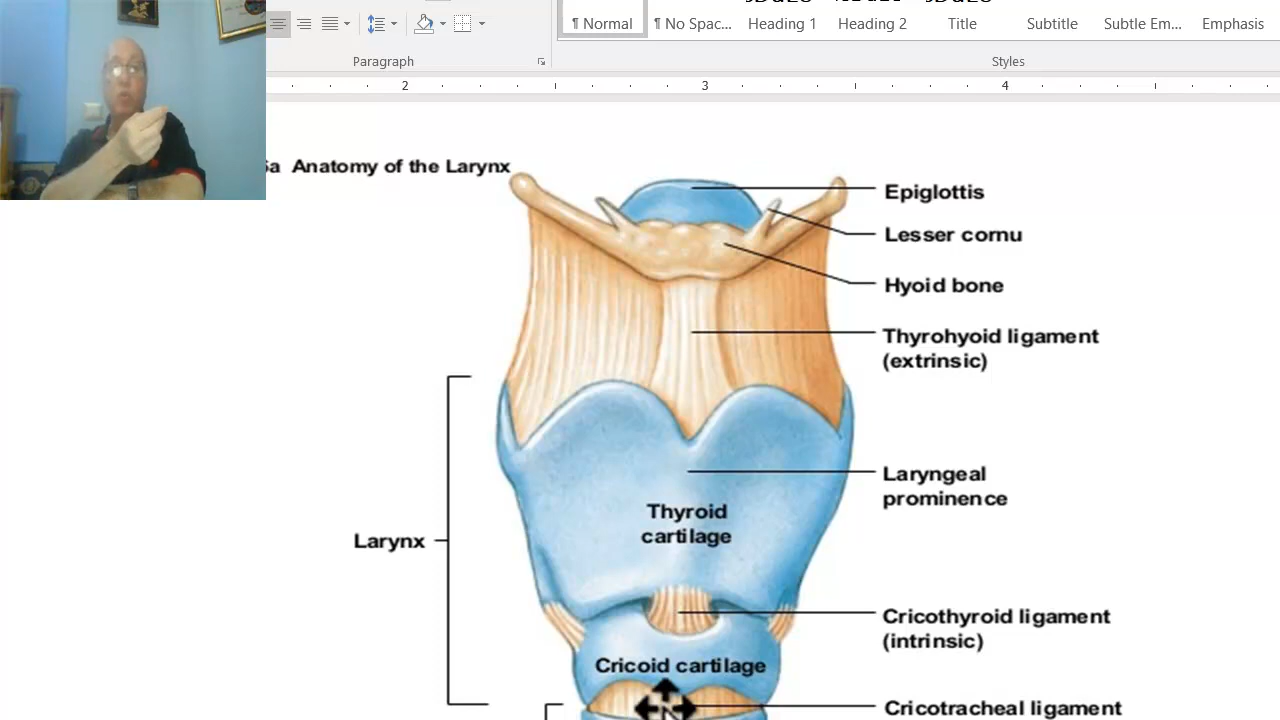 ¶ Normal
¶ No Spac...
Heading 1
Heading 2
Title
Subtitle
Subtle Em...
Emphasis
Paragraph
Styles
2
3
4
Anatomy of the Larynx
Epiglottis
Lesser cornu
Hyoid bone
Thyrohyoid ligament
(extrinsic)
Laryngeal
prominence
Thyroid
cartilage
Larynx
Cricothyroid ligament
(intrinsic)
Cricoid cartilage
Cricotracheal ligament